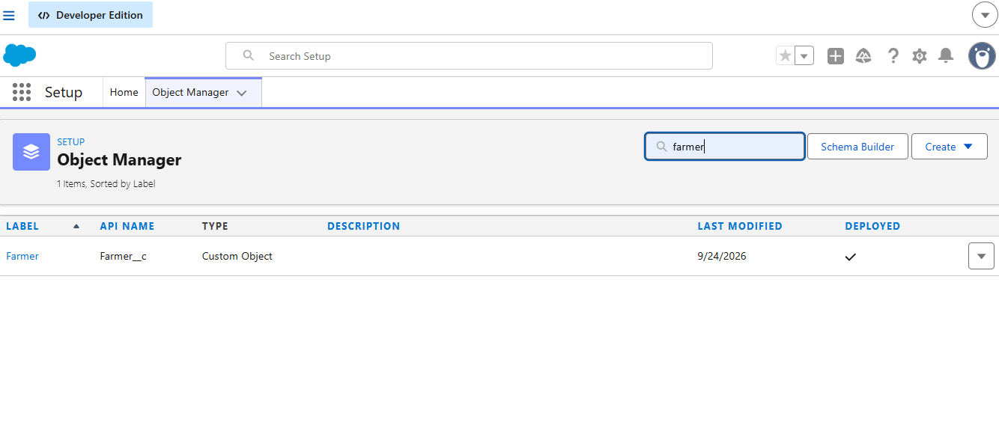 Developer Edition
Search Setup
Setup
Home
Object Manager
SETUP
Object Manager
1 Items, Sorted by Label
farmer
Schema Builder
Create
LABEL API NAME TYPE DESCRIPTION LAST MODIFIED DEPLOYED
Farmer Farmer__c Custom Object 9/24/2026